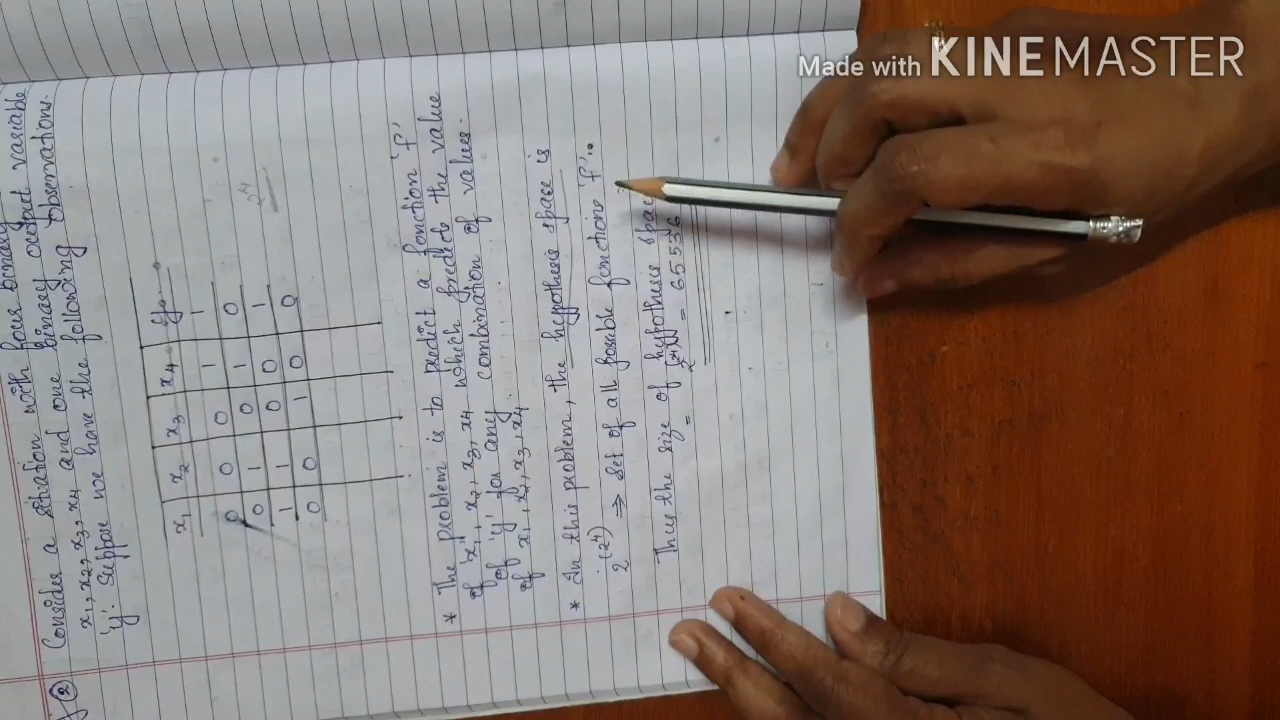 ② Consider a situation with four binary variable
x₁, x₂, x₃, x₄ and one binary output variable
'y'. Suppose we have the following observations.
x₁ x₂ x₃ x₄ y
0 0 0 1 1
0 1 0 1 0
1 1 0 0 1
0 0 1 0 0
2⁴
* The problem is to predict a function 'f'
of x₁, x₂, x₃, x₄ which predict the value
of 'y' for any combination of values
of x₁, x₂, x₃, x₄
* In this problem, the hypothesis space is
2^(2⁴) ⇒ set of all possible functions 'f'.
Thus the size of hypothesis
= 2^(2⁴) = 65536
Made with KINEMASTER